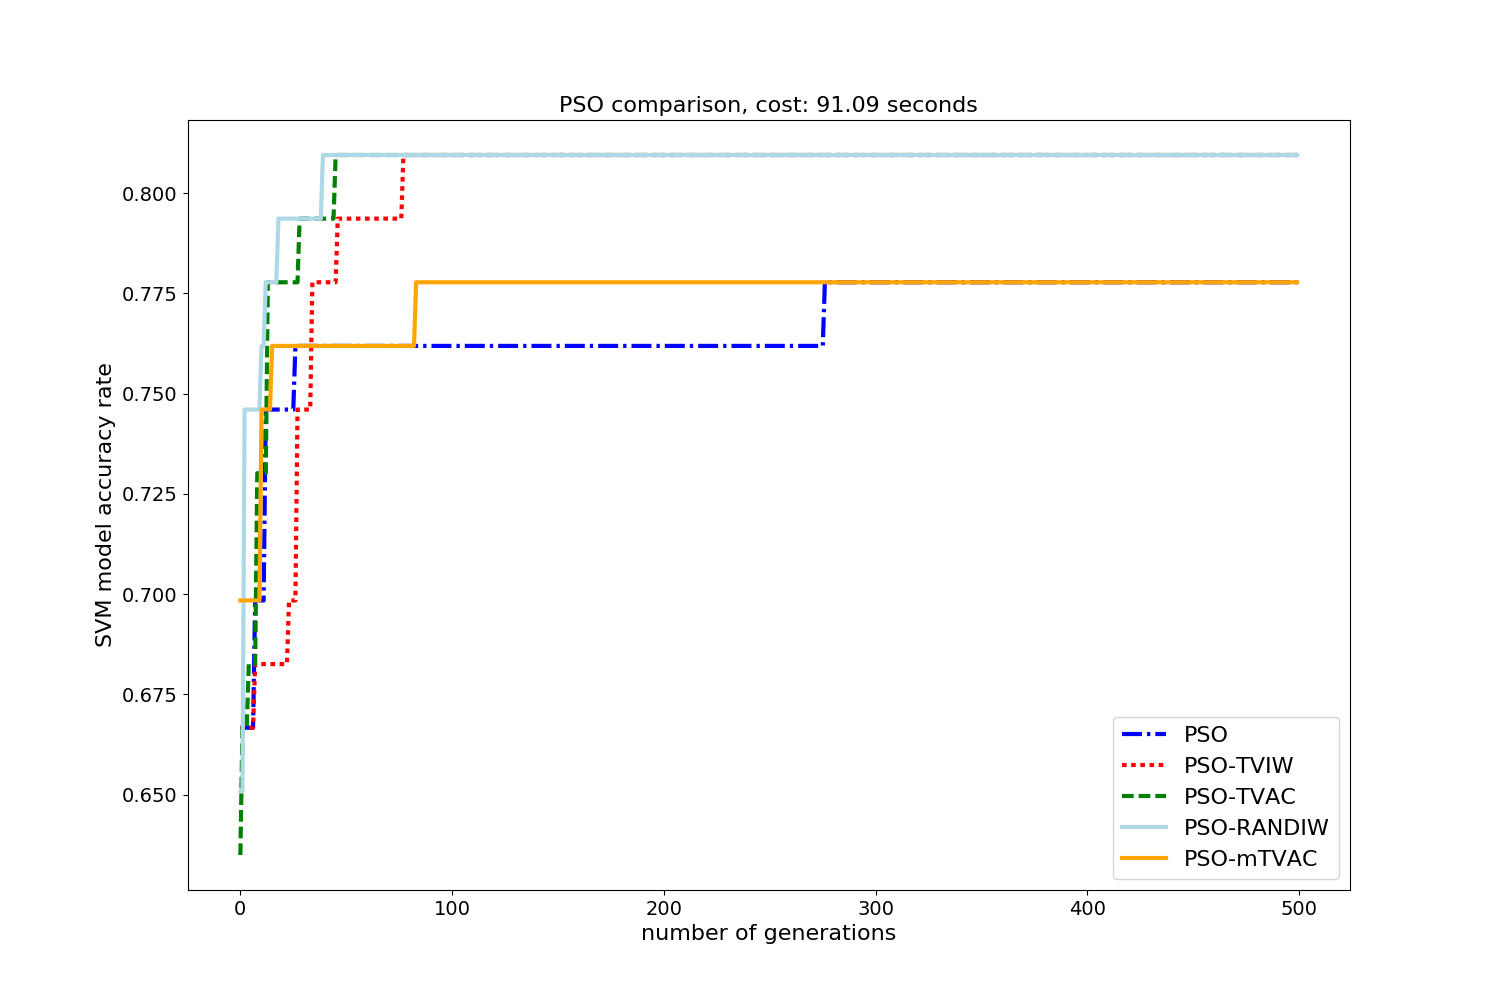 PSO comparison, cost: 91.09 seconds
SVM model accuracy rate
0.800
0.775
0.750
0.725
0.700
0.675
0.650
0 100 200 300 400 500
number of generations
PSO
PSO-TVIW
PSO-TVAC
PSO-RANDIW
PSO-mTVAC